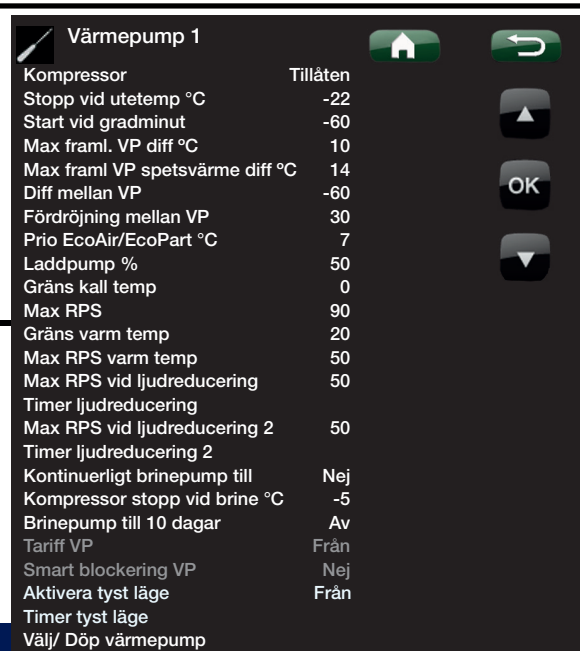 Värmepump 1
Kompressor Tillåten
Stopp vid utetemp °C -22
Start vid gradminut -60
Max framl. VP diff ºC 10
Max framl VP spetsvärme diff ºC 14
Diff mellan VP -60
Fördröjning mellan VP 30
Prio EcoAir/EcoPart °C 7
Laddpump % 50
Gräns kall temp 0
Max RPS 90
Gräns varm temp 20
Max RPS varm temp 50
Max RPS vid ljudreducering 50
Timer ljudreducering
Max RPS vid ljudreducering 2 50
Timer ljudreducering 2
Kontinuerligt brinepump till Nej
Kompressor stopp vid brine °C -5
Brinepump till 10 dagar Av
Tariff VP Från
Smart blockering VP Nej
Aktivera tyst läge Från
Timer tyst läge
Välj/ Döp värmepump
OK